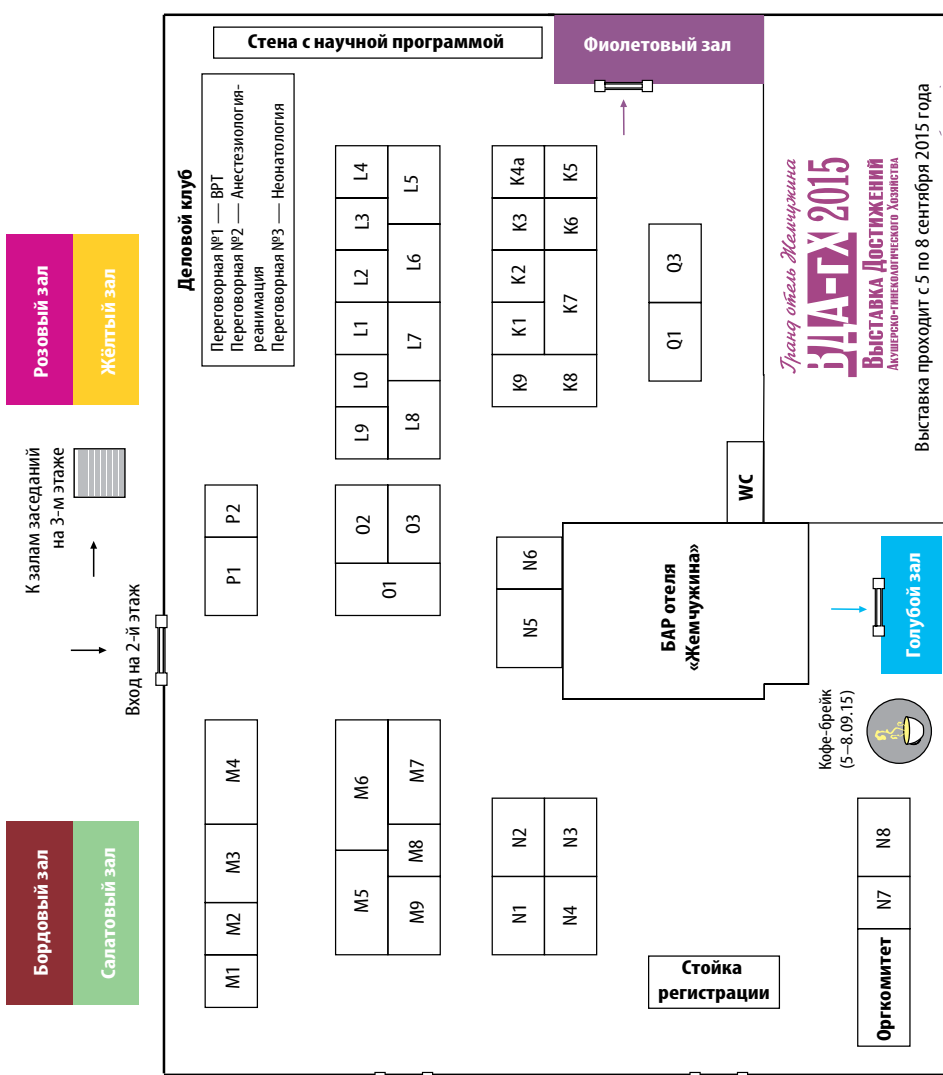 Стена с научной программой
Фиолетовый зал
Розовый зал
Жёлтый зал
К залам заседаний
на 3-м этаже
Вход на 2-й этаж
Бордовый зал
Салатовый зал
Деловой клуб
Переговорная №1 — ВРТ
Переговорная №2 — Анестезиология-
реанимация
Переговорная №3 — Неонатология
P1
P2
M1
M2
M3
M4
L9
L0
L1
L2
L3
L4
L8
L7
L6
L5
O1
O2
O3
M5
M6
M9
M8
M7
K9
K1
K2
K3
K4a
K8
K7
K6
K5
N5
N6
N1
N2
N4
N3
Q1
Q3
WC
БАР отеля
«Жемчужина»
Стойка
регистрации
Кофе-брейк
(5–8.09.15)
Голубой зал
Оргкомитет
N7
N8
Гранд отель Жемчужина
ВДА-ГХ 2015
Выставка Достижений
Акушерско-гинекологического Хозяйства
Выставка проходит с 5 по 8 сентября 2015 года